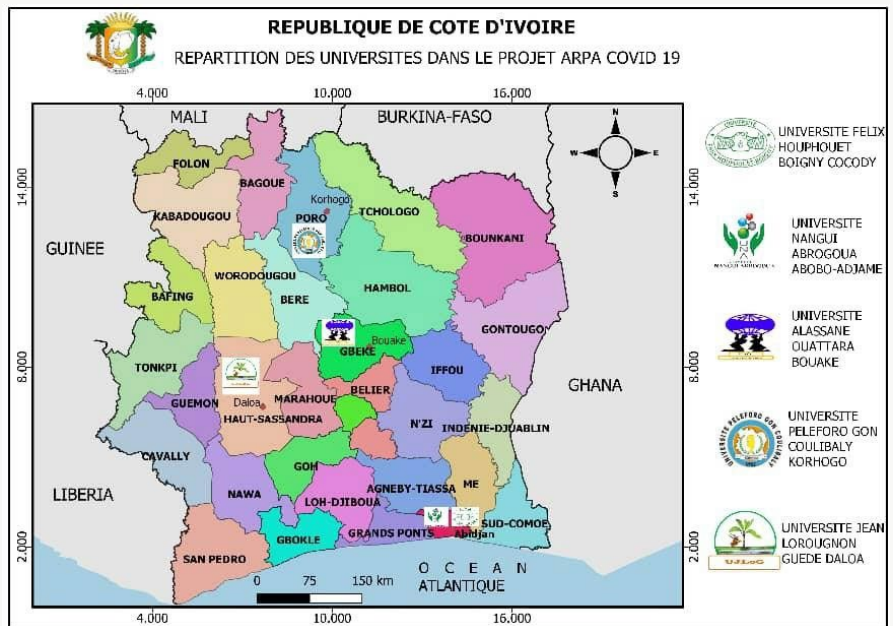 REPUBLIQUE DE COTE D'IVOIRE
REPARTITION DES UNIVERSITES DANS LE PROJET ARPA COVID 19
4.000
10.000
16.000
MALI
BURKINA-FASO
N
W
E
S
14.000
14.000
FOLON
BAGOUE
Korhogo
PORO
TCHOLOGO
KABADOUGOU
BOUNKANI
GUINEE
WORODOUGOU
BAFING
BERE
HAMBOL
GONTOUGO
Bouake
GBEKE
TONKPI
IFFOU
8.000
8.000
GHANA
BELIER
MARAHOUE
GUEMON
Daloa
HAUT-SASSANDRA
N'ZI
INDENIE-DJUABLIN
CAVALLY
GOH
ME
AGNEBY-TIASSA
LIBERIA
NAWA
LOH-DJIBOUA
SUD-COMOE
GRANDS PONTS
Abidjan
GBOKLE
2.000
2.000
SAN PEDRO
OCEAN
ATLANTIQUE
0
75
150 km
4.000
10.000
16.000
UNIVERSITE FELIX
HOUPHOUET
BOIGNY COCODY
UNIVERSITE
NANGUI
ABROGOUA
ABOBO-ADJAME
UNIVERSITE
ALASSANE
OUATTARA
BOUAKE
UNIVERSITE PELEFORO GON COULIBALY
UNIVERSITE
PELEFORO GON
COULIBALY
KORHOGO
UJLoG
UNIVERSITE JEAN
LOROUGNON
GUEDE DALOA